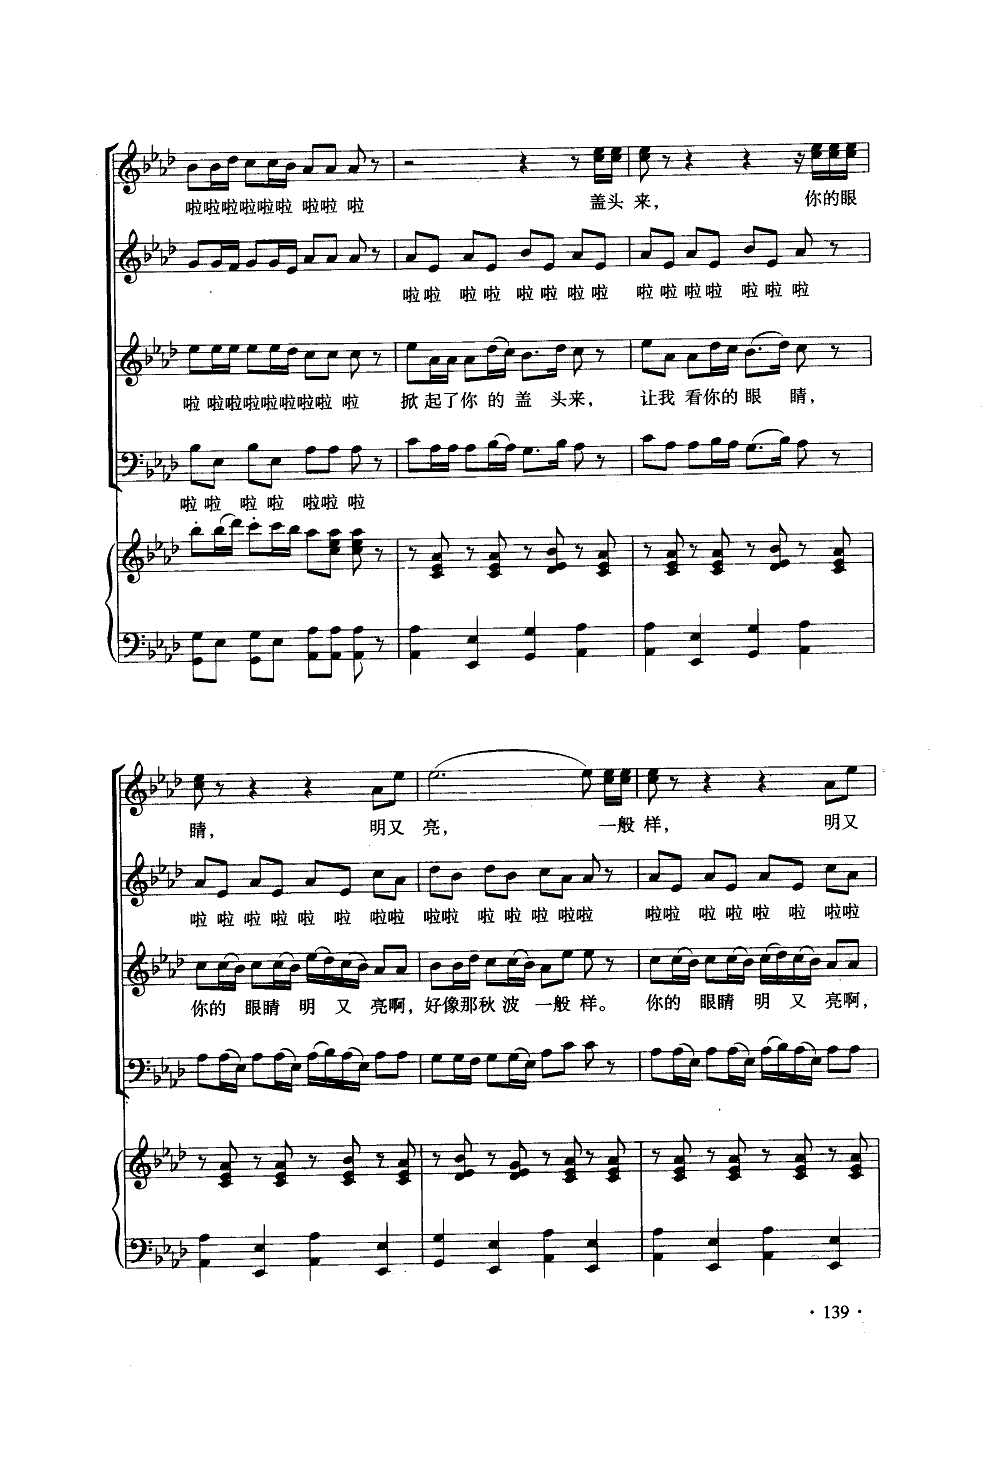 啦啦啦啦啦啦 啦啦 啦 盖头 来， 你的眼
啦啦 啦啦 啦啦 啦啦 啦啦啦啦 啦啦 啦
啦 啦啦啦啦啦啦啦啦 啦 掀起了你 的 盖 头来， 让我 看你的 眼 睛，
啦啦 啦啦 啦啦 啦
睛， 明又 亮， 一般 样， 明又
啦 啦 啦 啦 啦 啦 啦啦 啦啦 啦 啦 啦 啦啦 啦啦 啦 啦 啦 啦 啦啦
你的 眼睛 明 又 亮啊， 好像那秋 波 一般 样。 你的 眼睛 明 又 亮啊，
· 139 ·